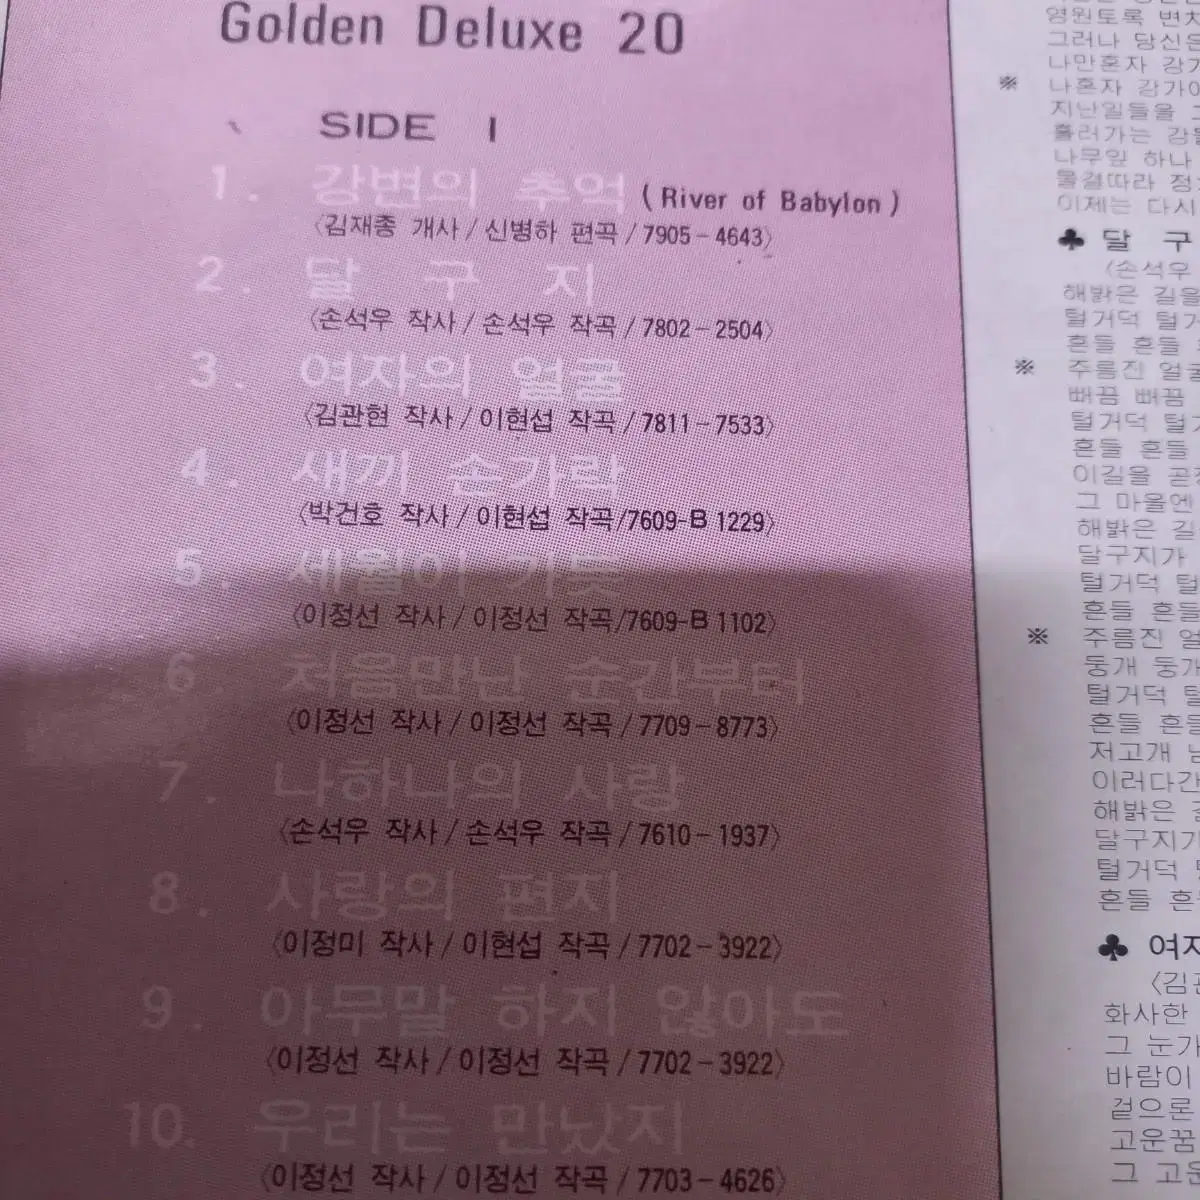 Golden Deluxe 20
SIDE 1
1. 강변의 추억 (River of Babylon)
〈김재종 개사 / 신병하 편곡 / 7905-4643〉
2. 달 구 지
〈손석우 작사 / 손석우 작곡 / 7802-2504〉
3. 여자의 얼굴
〈김관현 작사 / 이현섭 작곡 / 7811-7533〉
4. 새끼 손가락
〈박건호 작사 / 이현섭 작곡/7609-B 1229〉
5. 세월이 가듯
〈이정선 작사 / 이정선 작곡/7609-B 1102〉
6. 처음만난 순간부터
〈이정선 작사 / 이정선 작곡 / 7709-8773〉
7. 나하나의 사랑
〈손석우 작사 / 손석우 작곡 / 7610-1937〉
8. 사랑의 편지
〈이정미 작사 / 이현섭 작곡 / 7702-3922〉
9. 아무말 하지 않아도
〈이정선 작사 / 이정선 작곡 / 7702-3922〉
10. 우리는 만났지
〈이정선 작사 / 이정선 작곡 / 7703-4626〉
영원토록 변치
그러나 당신은
나만혼자 강가
※ 나혼자 강가에
지난일들을
흘러가는 강물
나무잎 하나
물결따라 정
이제는 다시
♣ 달 구
〈손석우
해밝은 길을
털거덕 털거
흔들 흔들
※ 주름진 얼굴
삐끔 삐끔
털거덕 털거
흔들 흔들
이길을 곧장
그 마을엔
해밝은 길
달구지가
털거덕 털
흔들 흔들
※ 주름진 얼
둥개 둥개
털거덕 털
흔들 흔들
저고개 넘
이러다간
해밝은 길
달구지가
털거덕
흔들 흔
♣ 여자
〈김관
화사한
그 눈가
바람이
겉으론
고운꿈
그 고운